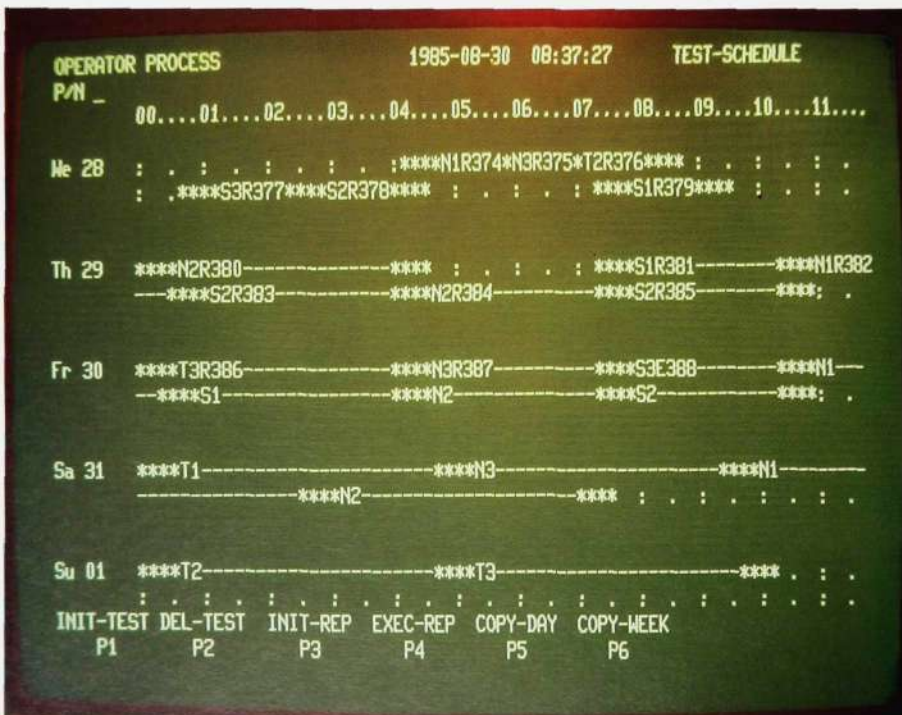 OPERATOR PROCESS 1985-08-30 08:37:27 TEST-SCHEDULE
P/N _
00....01....02....03....04....05....06....07....08....09....10....11....
We 28 : . : . : . : . :****N1R374*N3R375*T2R376**** : . : . : .
: .****S3R377****S2R378**** : . : . : ****S1R379**** : . : .
Th 29 ****N2R380---------------**** : . : . : ****S1R381--------****N1R382
---****S2R383-----------****N2R384----------****S2R385--------****: .
Fr 30 ****T3R386---------------****N3R387----------****S3E388--------****N1---
--****S1----------------****N2--------------****S2------------****: .
Sa 31 ****T1-----------------------****N3----------------------****N1---------
----------------****N2---------------------**** : . : . : . : .
Su 01 ****T2-----------------------****T3------------------------**** . : .
: . : . : . : . : . : . : . : . : . : . : . : .
INIT-TEST DEL-TEST INIT-REP EXEC-REP COPY-DAY COPY-WEEK
P1 P2 P3 P4 P5 P6